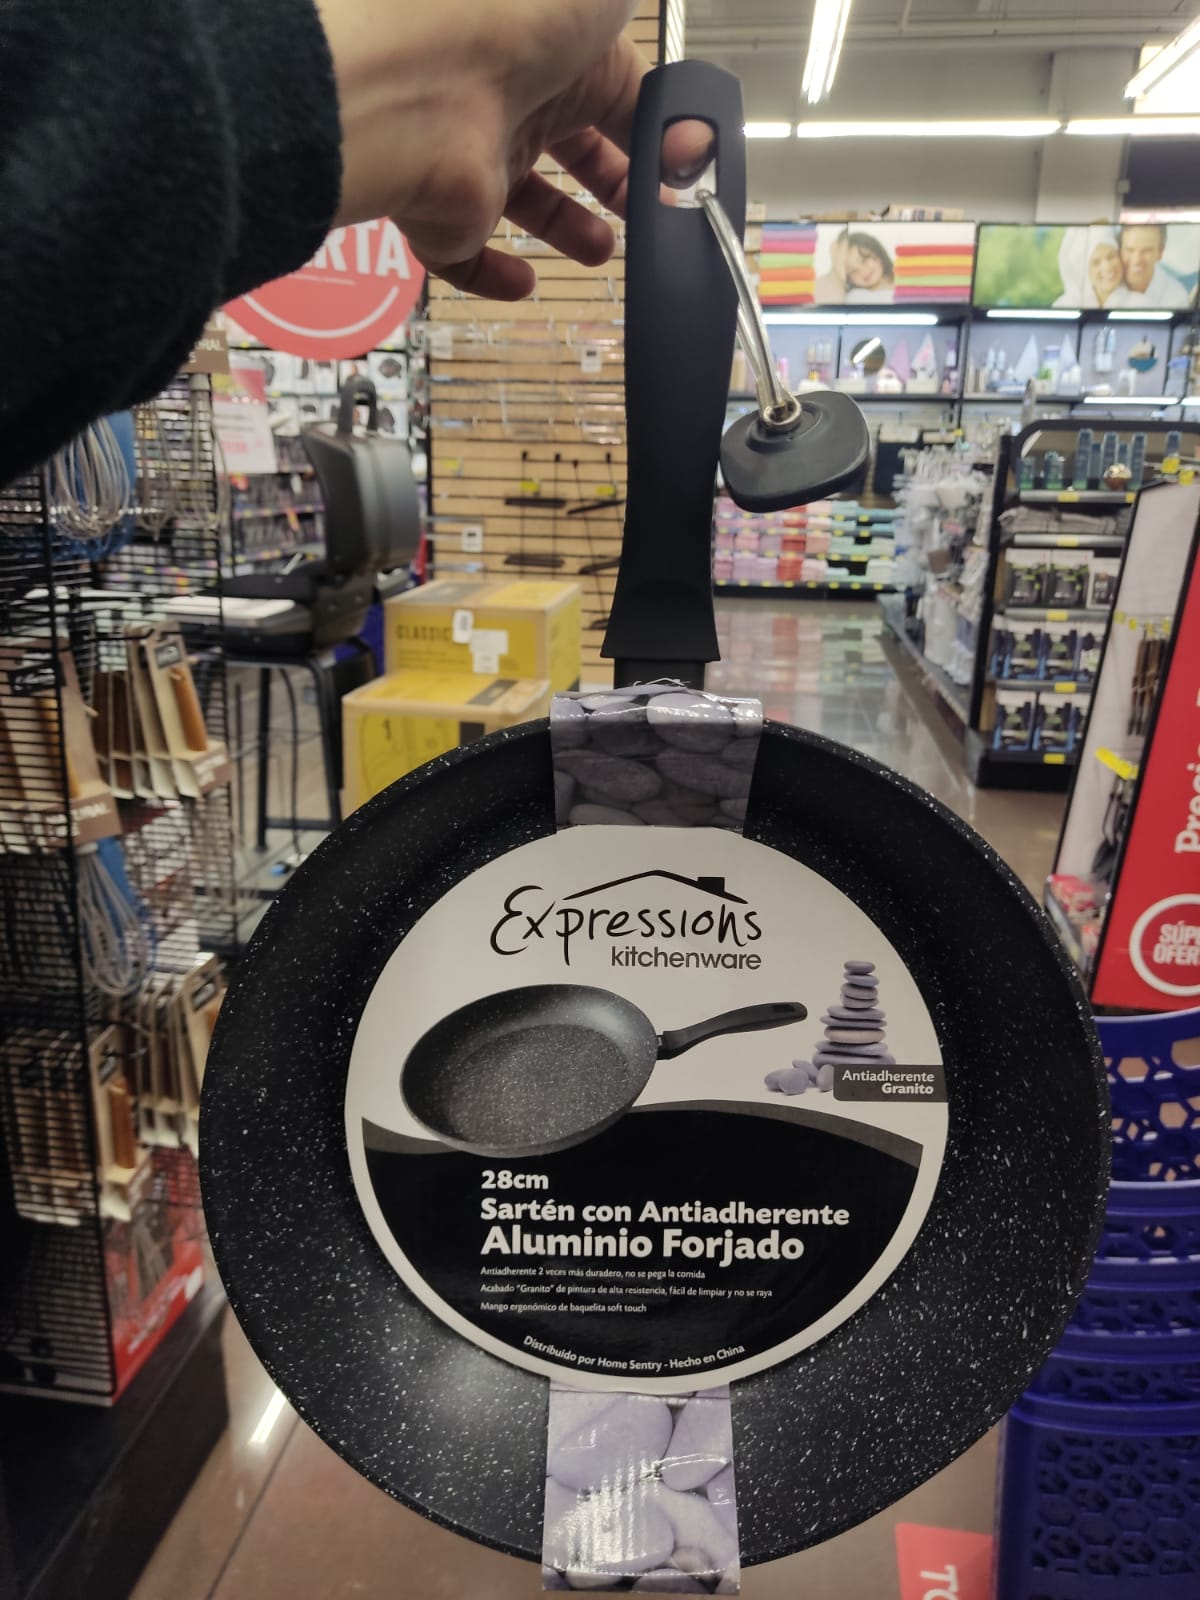 CLASSIC
1
Expressions
kitchenware
Antiadherente
Granito
28cm
Sartén con Antiadherente
Aluminio Forjado
Antiadherente 2 veces más duradero, no se pega la comida
Acabado "Granito" de pintura de alta resistencia, fácil de limpiar y no se raya
Mango ergonómico de baquelita soft touch
Distribuido por Home Sentry - Hecho en China